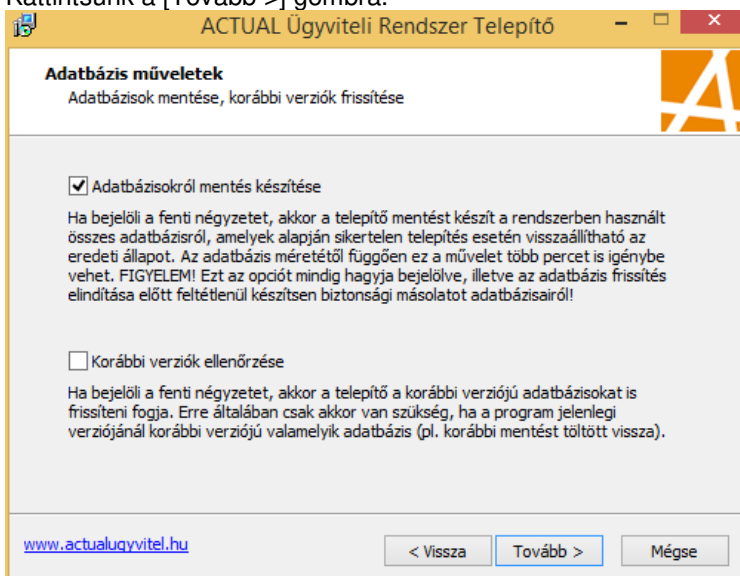 Kattintsunk a [Tovább >] gombra.
ACTUAL Ügyviteli Rendszer Telepítő
Adatbázis műveletek
Adatbázisok mentése, korábbi verziók frissítése
Adatbázisokról mentés készítése
Ha bejelöli a fenti négyzetet, akkor a telepítő mentést készít a rendszerben használt
összes adatbázisról, amelyek alapján sikertelen telepítés esetén visszaállítható az
eredeti állapot. Az adatbázis méretétől függően ez a művelet több percet is igénybe
vehet. FIGYELEM! Ezt az opciót mindig hagyja bejelölve, illetve az adatbázis frissítés
elindítása előtt feltétlenül készítsen biztonsági másolatot adatbázisairól!
Korábbi verziók ellenőrzése
Ha bejelöli a fenti négyzetet, akkor a telepítő a korábbi verziójú adatbázisokat is
frissíteni fogja. Erre általában csak akkor van szükség, ha a program jelenlegi
verziójánál korábbi verziójú valamelyik adatbázis (pl. korábbi mentést töltött vissza).
www.actualugyvitel.hu
< Vissza
Tovább >
Mégse